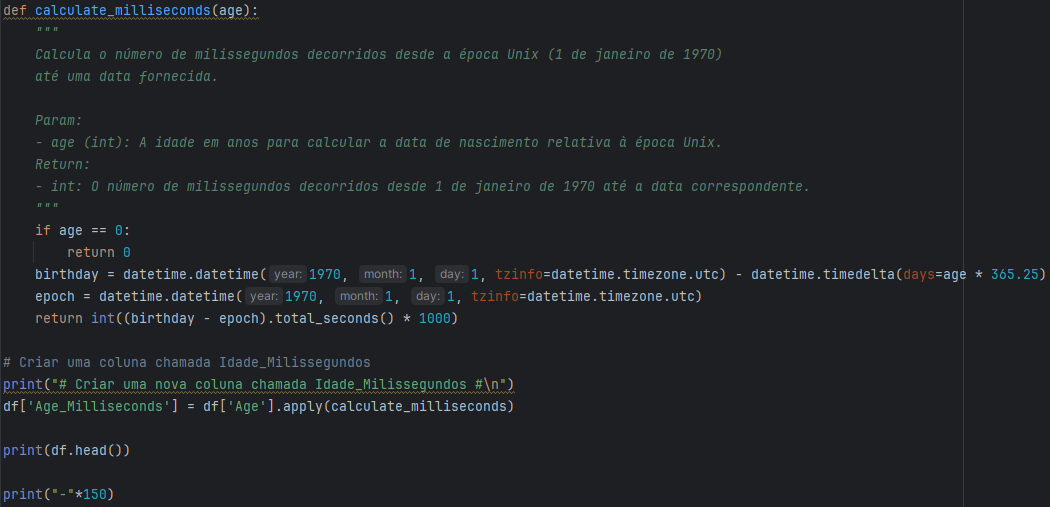 def calculate_milliseconds(age):
    """
    Calcula o número de milissegundos decorridos desde a época Unix (1 de janeiro de 1970)
    até uma data fornecida.

    Param:
    - age (int): A idade em anos para calcular a data de nascimento relativa à época Unix.
    Return:
    - int: O número de milissegundos decorridos desde 1 de janeiro de 1970 até a data correspondente.
    """
    if age == 0:
        return 0
    birthday = datetime.datetime(year: 1970, month: 1, day: 1, tzinfo=datetime.timezone.utc) - datetime.timedelta(days=age * 365.25)
    epoch = datetime.datetime(year: 1970, month: 1, day: 1, tzinfo=datetime.timezone.utc)
    return int((birthday - epoch).total_seconds() * 1000)

# Criar uma coluna chamada Idade_Milissegundos
print("# Criar uma nova coluna chamada Idade_Milissegundos #\n")
df['Age_Milliseconds'] = df['Age'].apply(calculate_milliseconds)

print(df.head())

print("-"*150)